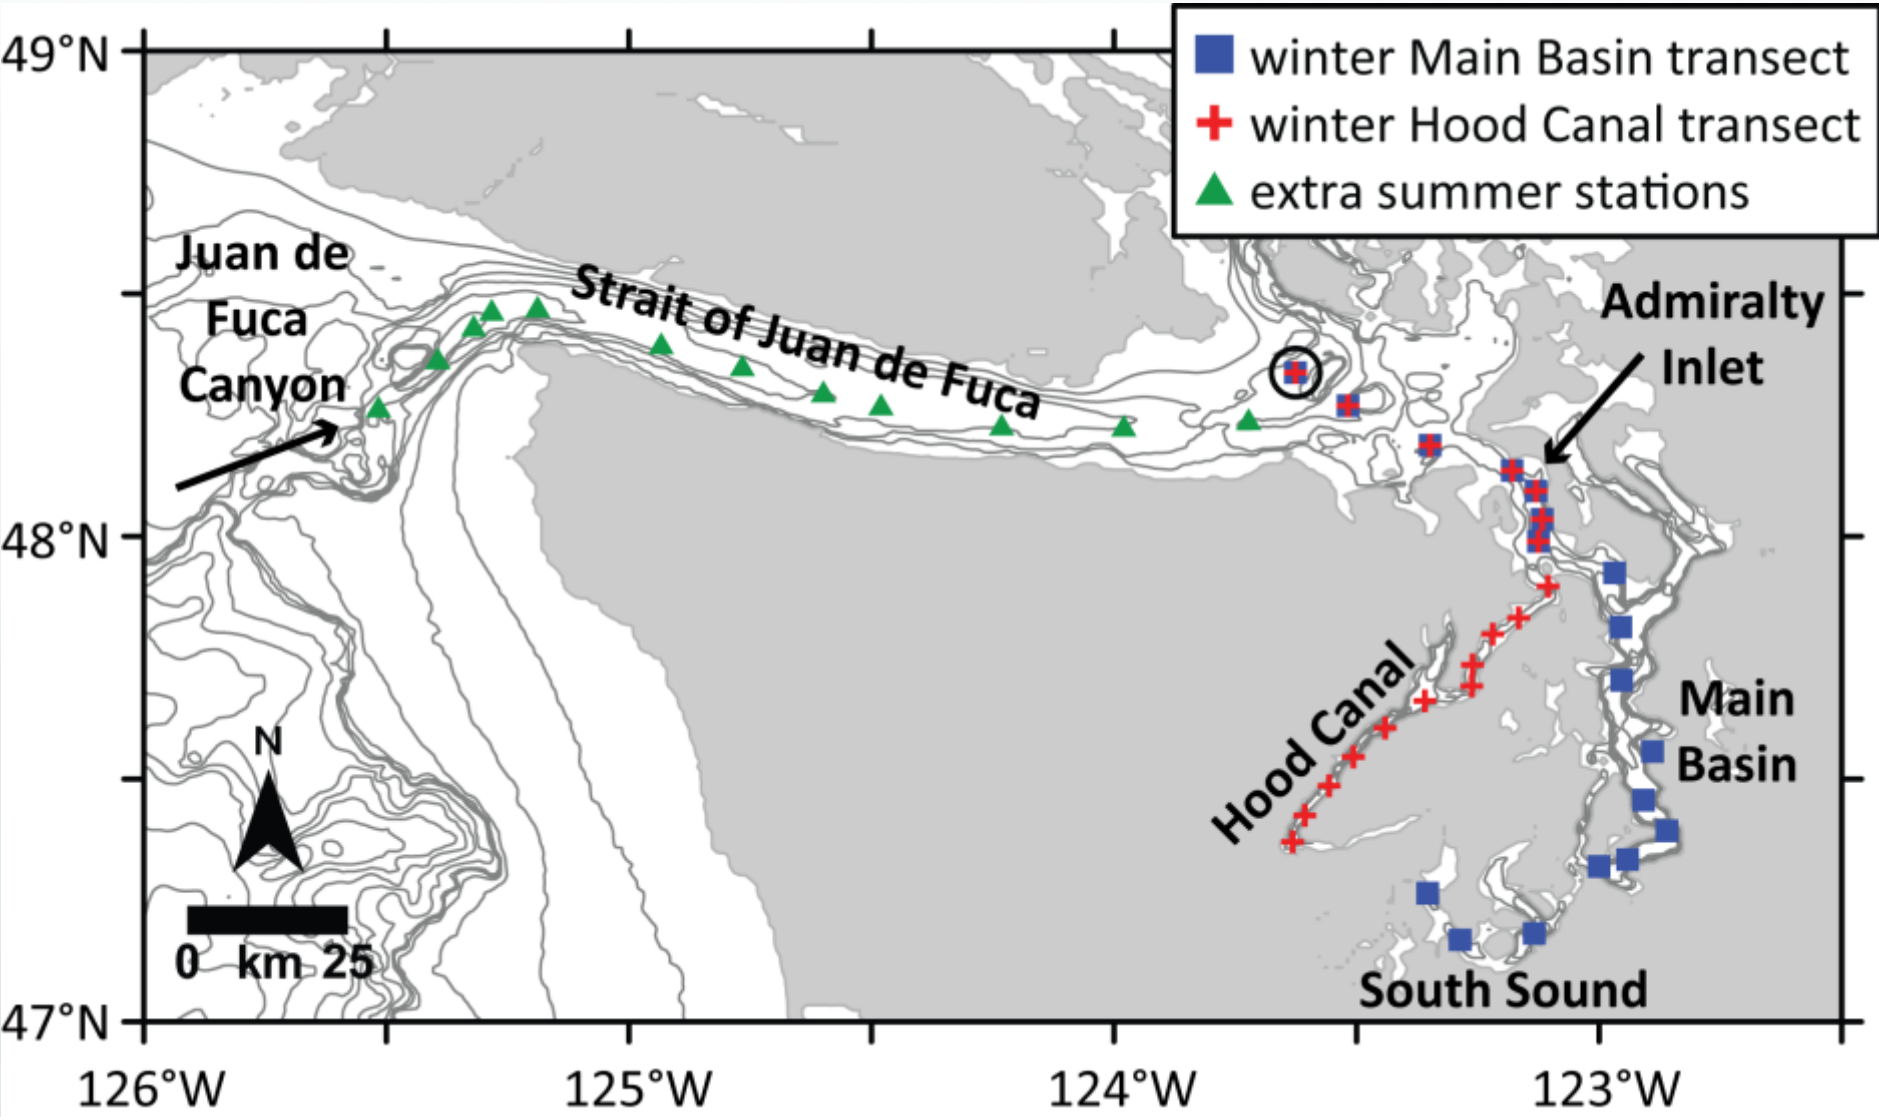 49°N
48°N
47°N
126°W
125°W
124°W
123°W
winter Main Basin transect
winter Hood Canal transect
extra summer stations
Juan de
Fuca
Canyon
Strait of Juan de Fuca
Admiralty
Inlet
Hood Canal
Main
Basin
South Sound
N
0 km 25